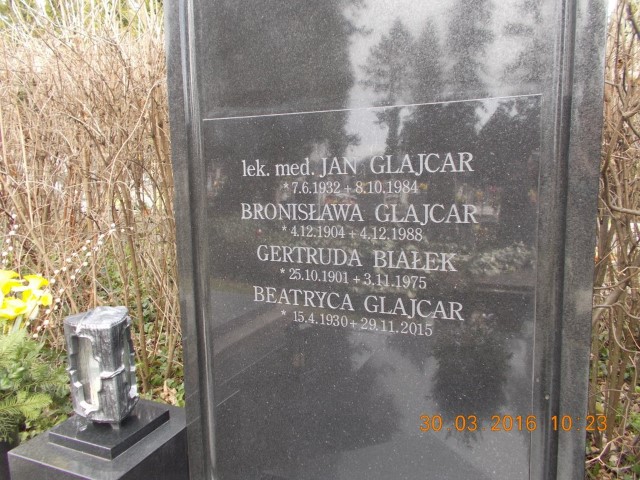 lek. med. JAN GLAJCAR
* 7.6.1932 + 8.10.1984
BRONISŁAWA GLAJCAR
* 4.12.1904 + 4.12.1988
GERTRUDA BIAŁEK
* 25.10.1901 + 3.11.1975
BEATRYCA GLAJCAR
* 15.4.1930 + 29.11.2015
30.03.2016 10:23